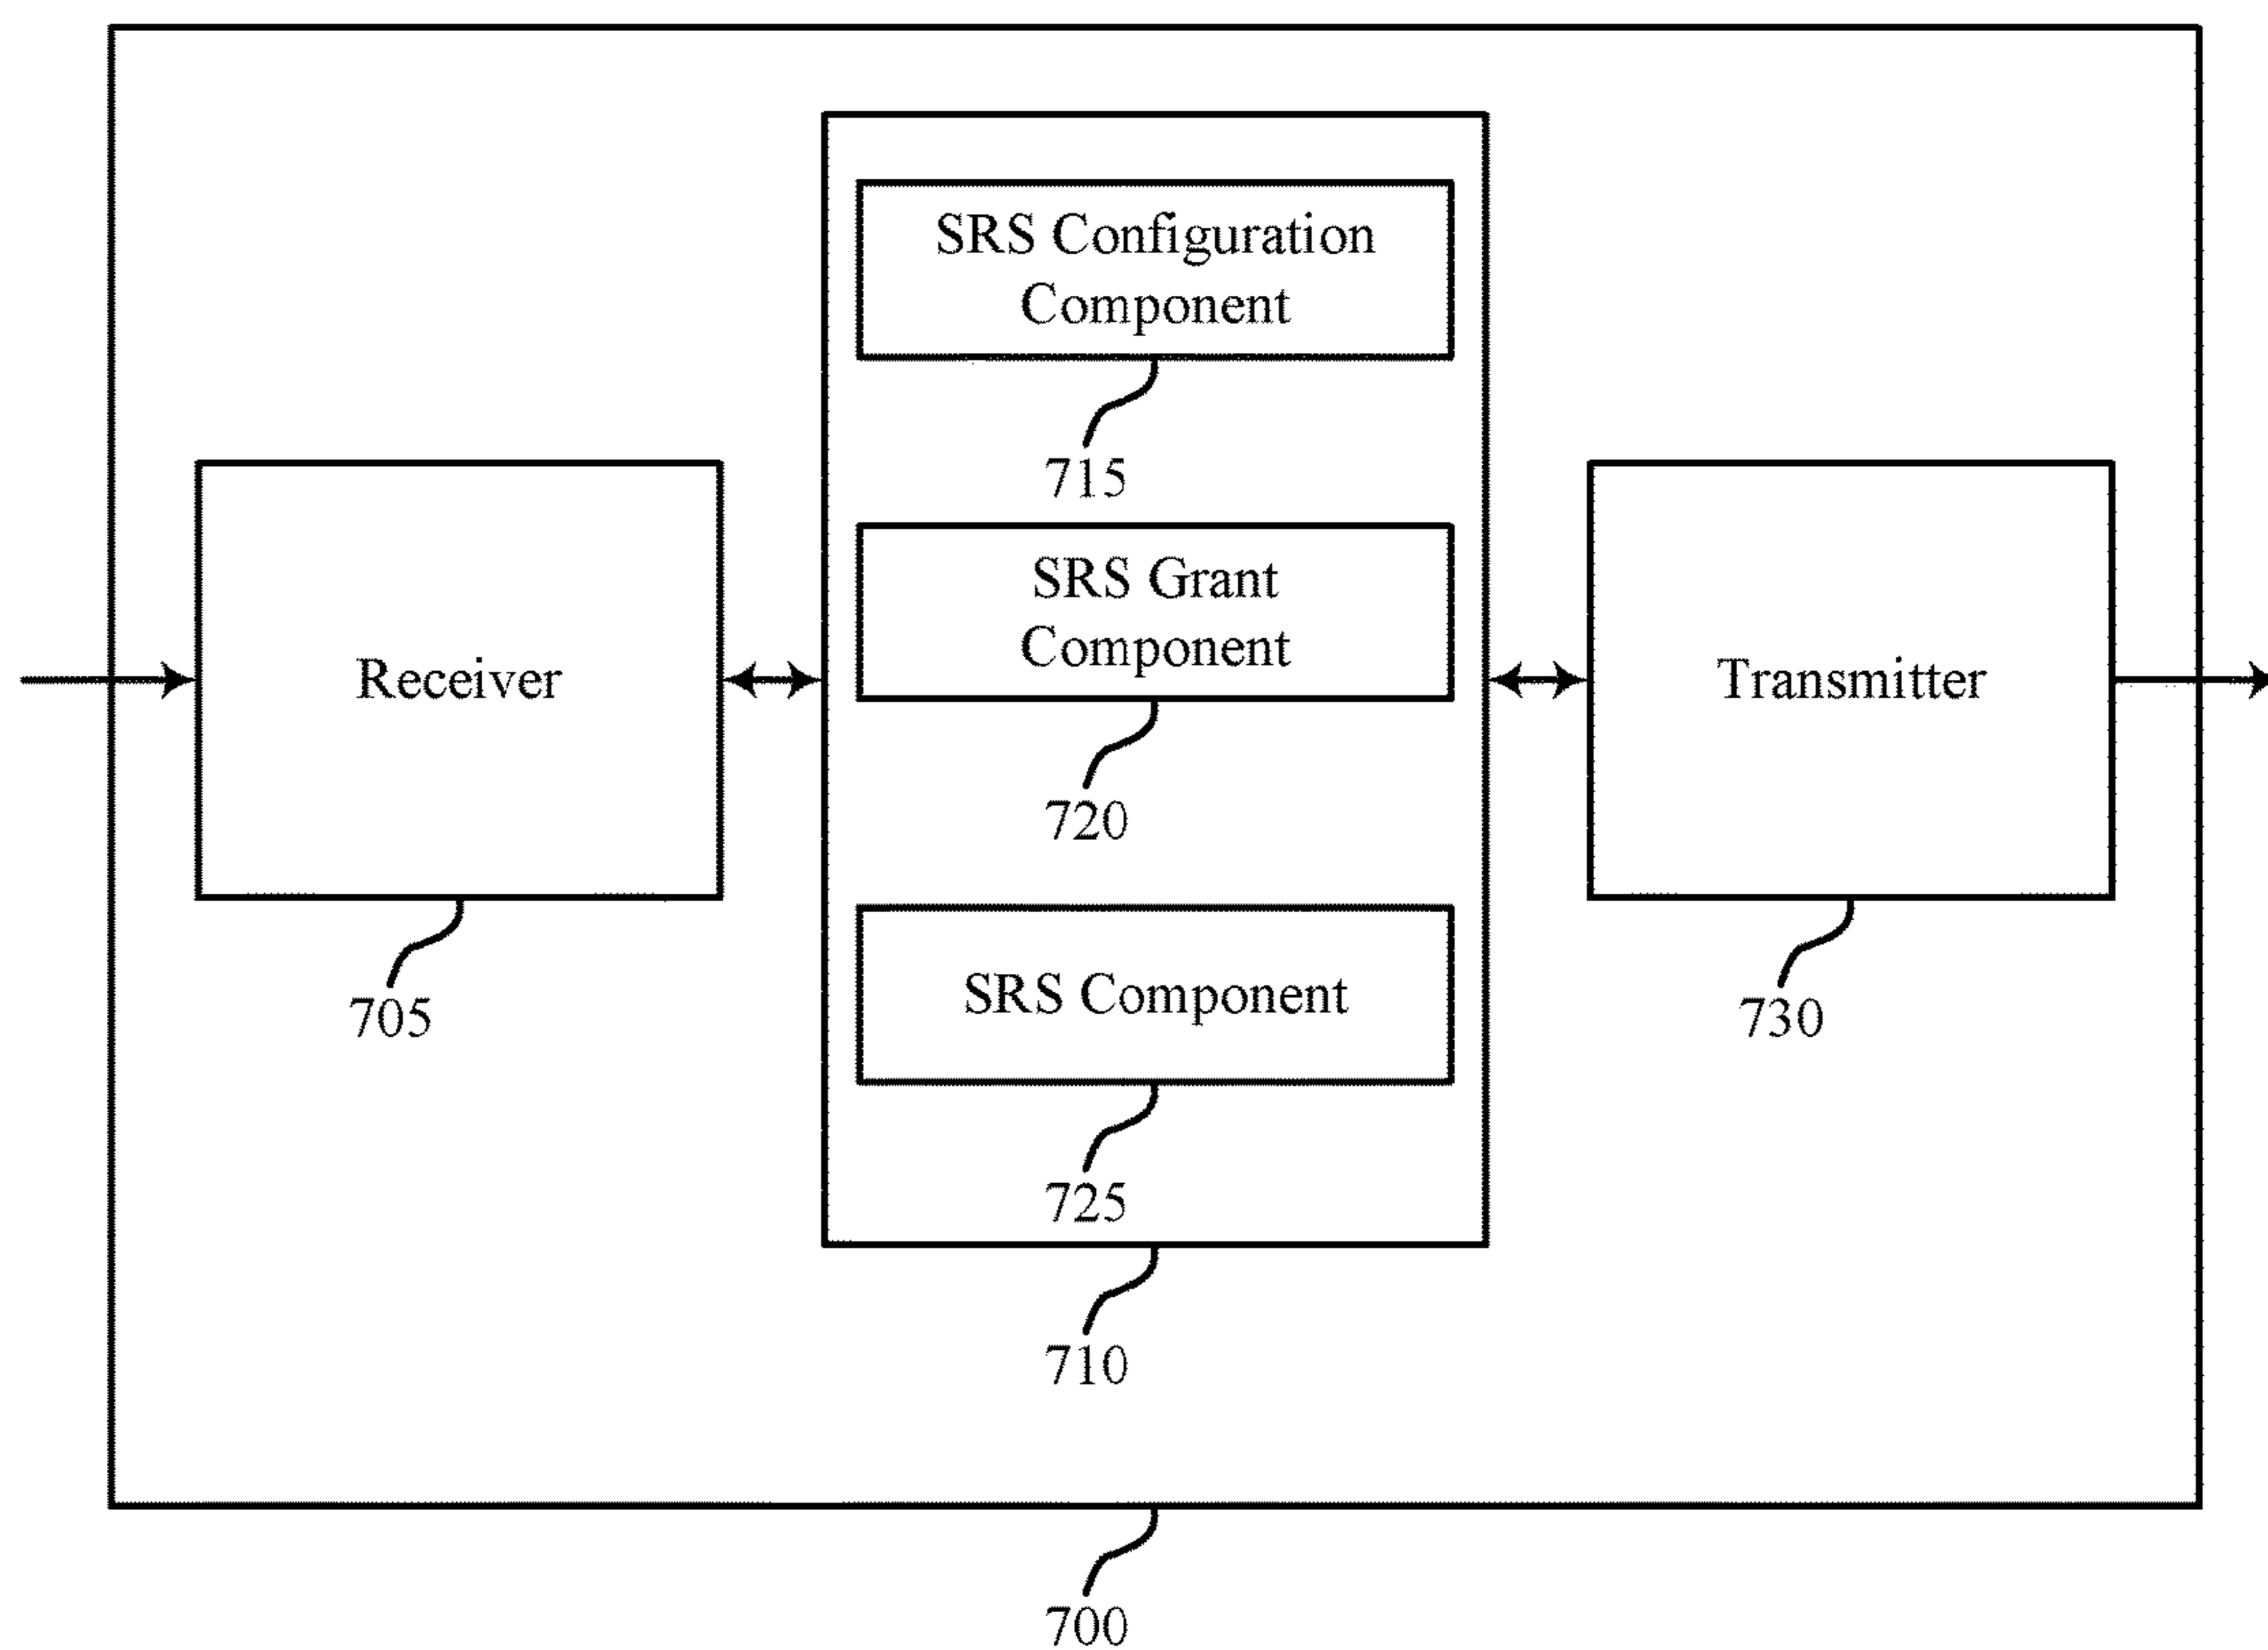 SRS Configuration
Component
715
SRS Grant
Component
720
Receiver
Transmitter
705
SRS Component
730
725
710
700